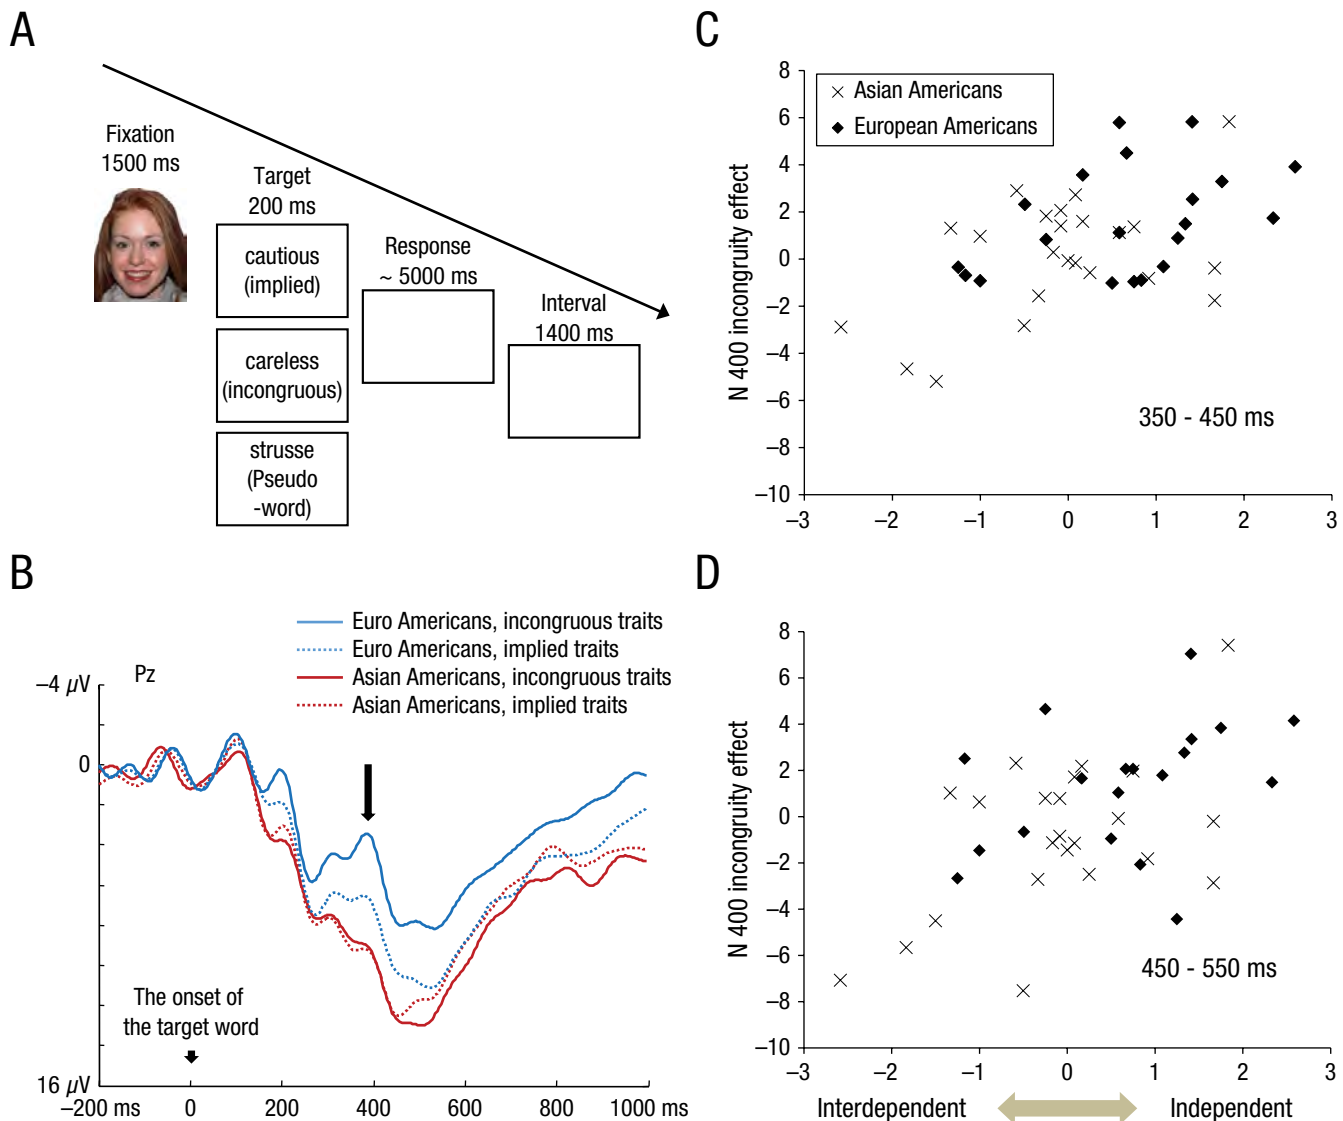 A
Fixation
1500 ms
Target
200 ms
cautious
(implied)
careless
(incongruous)
strusse
(Pseudo
-word)
Response
~ 5000 ms
Interval
1400 ms
B
Euro Americans, incongruous traits
Euro Americans, implied traits
Asian Americans, incongruous traits
Asian Americans, implied traits
Pz
–4 µV
0
16 µV
The onset of
the target word
–200 ms 0 200 400 600 800 1000 ms
C
Asian Americans
European Americans
N 400 incongruity effect
8
6
4
2
0
–2
–4
–6
–8
–10
350 - 450 ms
–3 –2 –1 0 1 2 3
D
N 400 incongruity effect
8
6
4
2
0
–2
–4
–6
–8
–10
450 - 550 ms
–3 –2 –1 0 1 2 3
Interdependent Independent